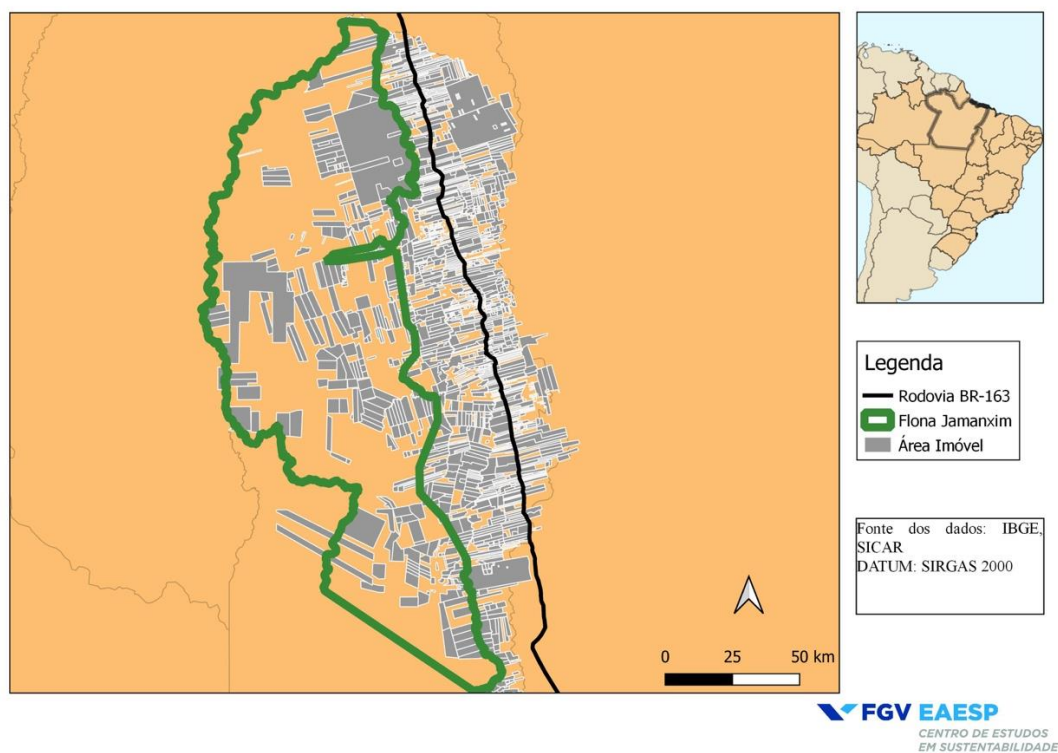 Legenda
Rodovia BR-163
Flona Jamanxim
Área Imóvel
Fonte dos dados: IBGE,
SICAR
DATUM: SIRGAS 2000
0 25 50 km
FGV EAESP
CENTRO DE ESTUDOS
EM SUSTENTABILIDADE